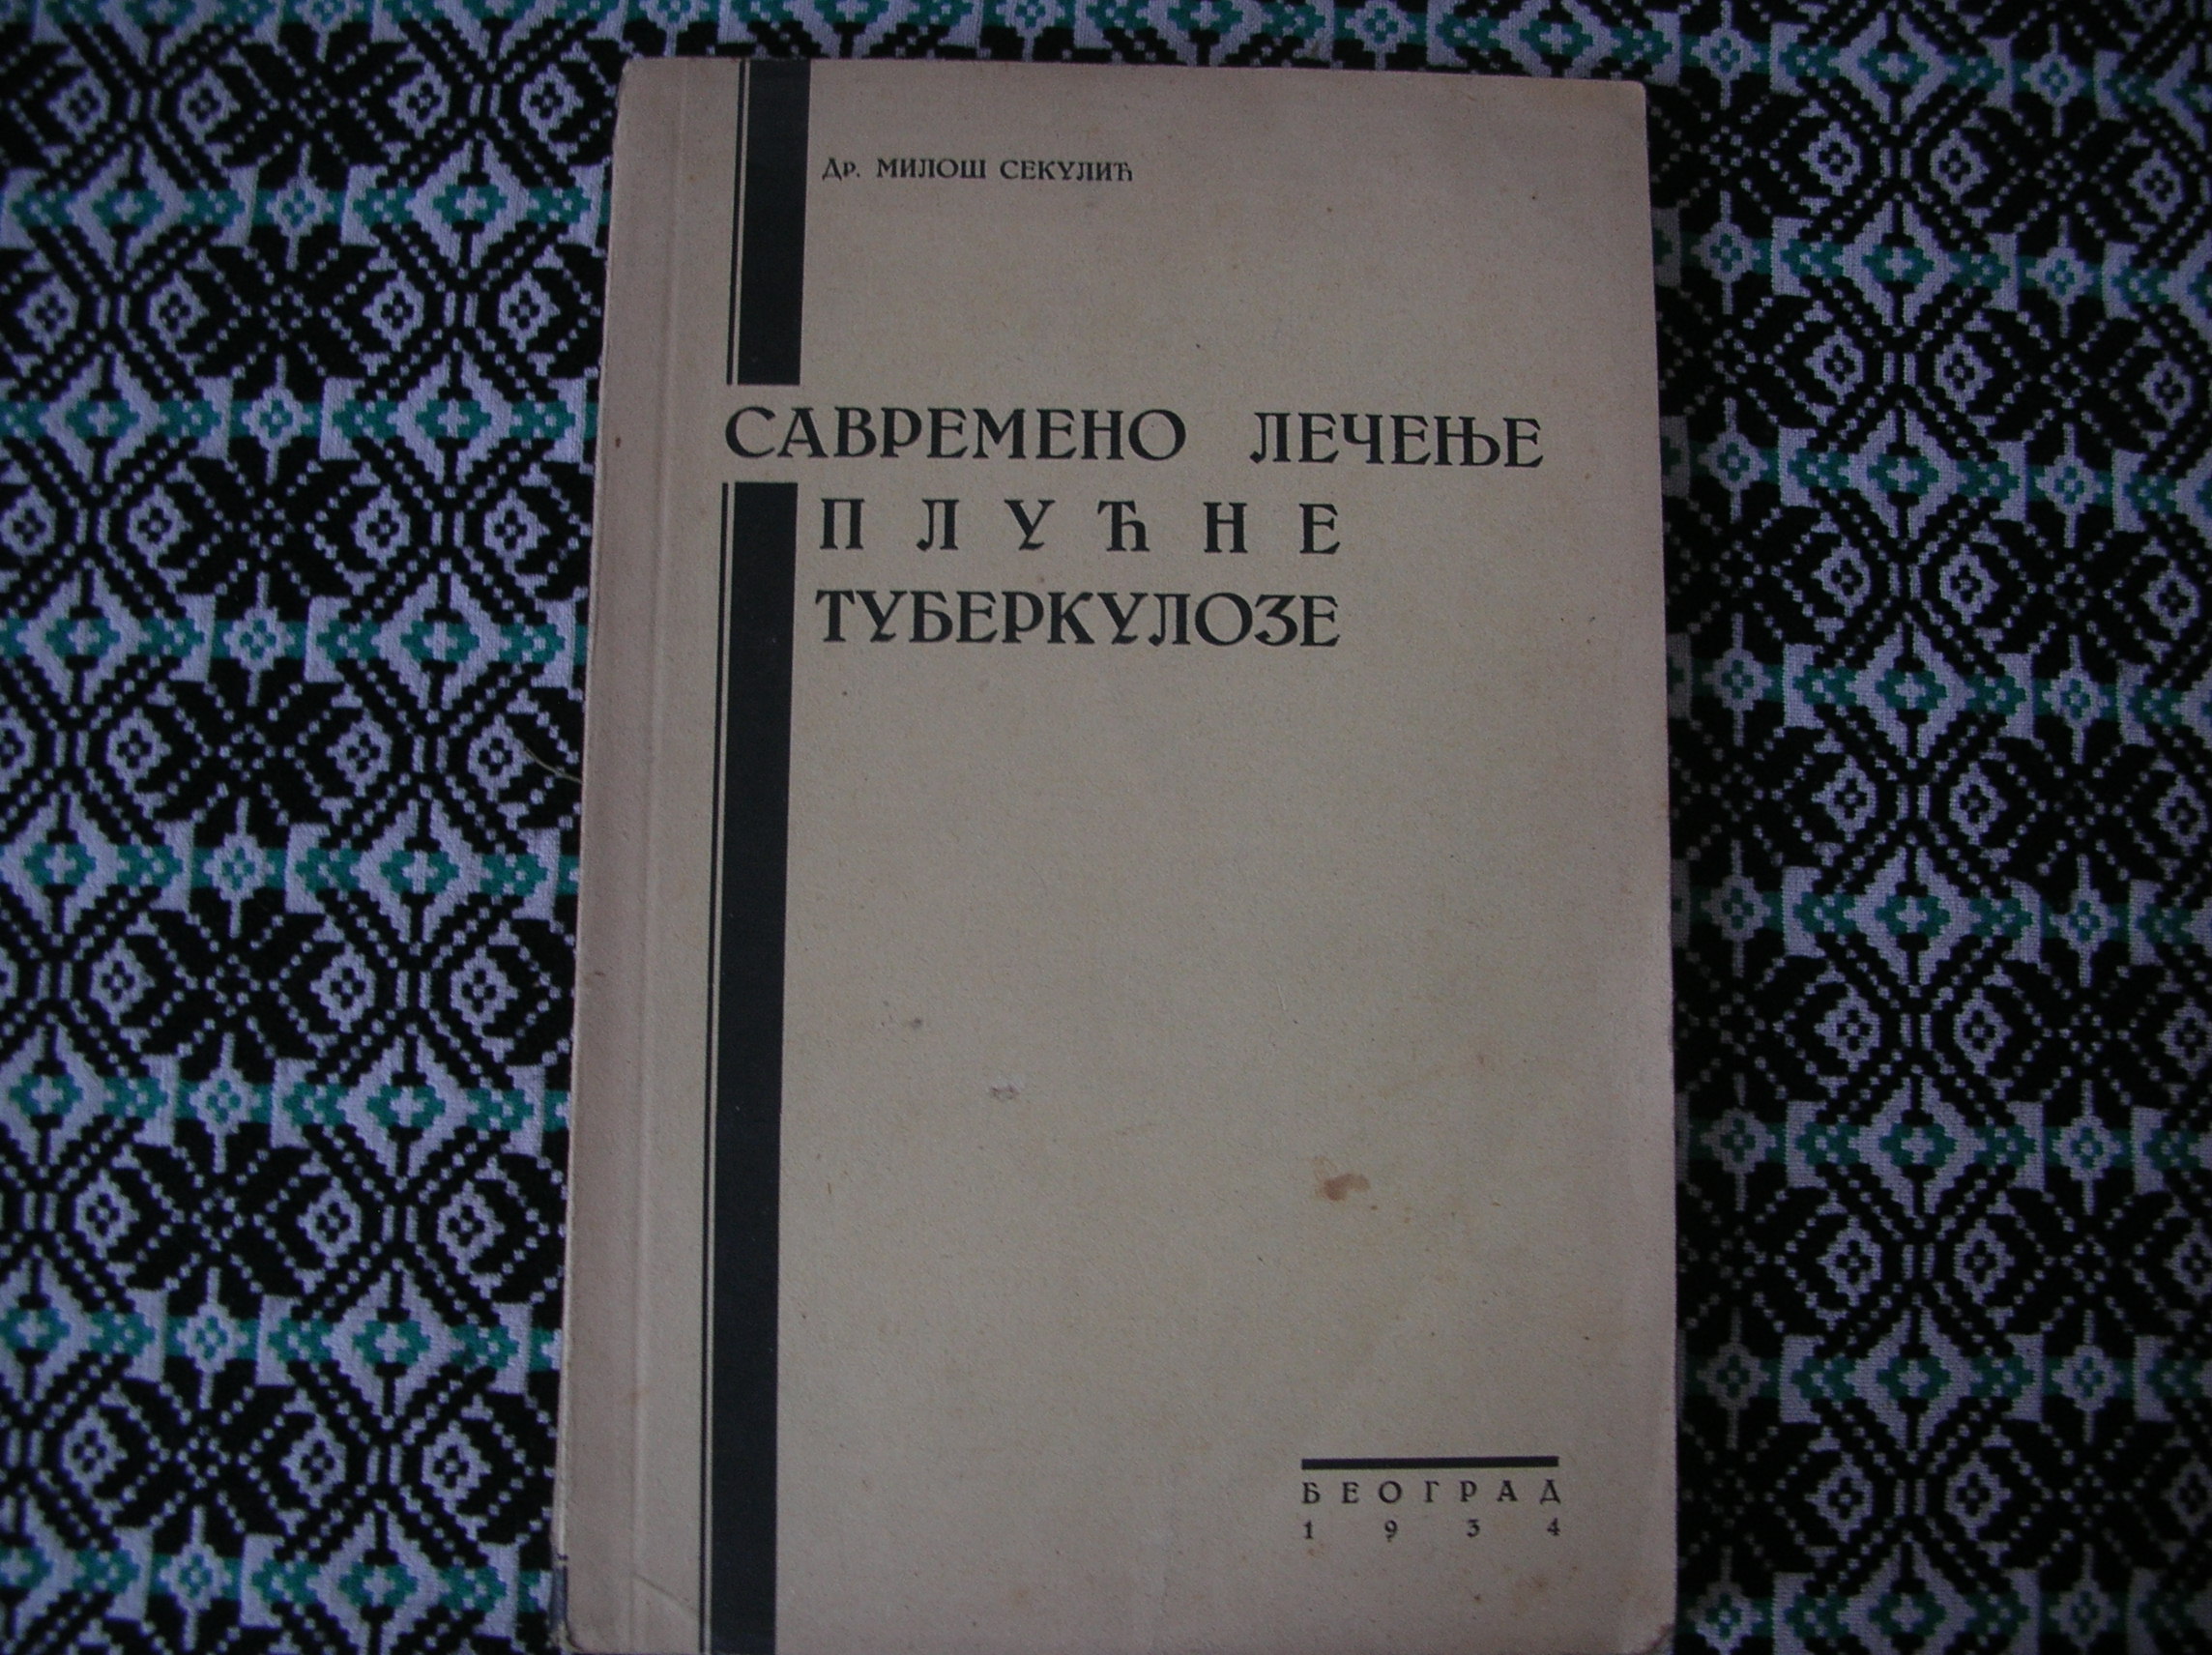 Др. МИЛОШ СЕКУЛИЋ
САВРЕМЕНО ЛЕЧЕЊЕ
ПЛУЋНЕ
ТУБЕРКУЛОЗЕ
БЕОГРАД
1934